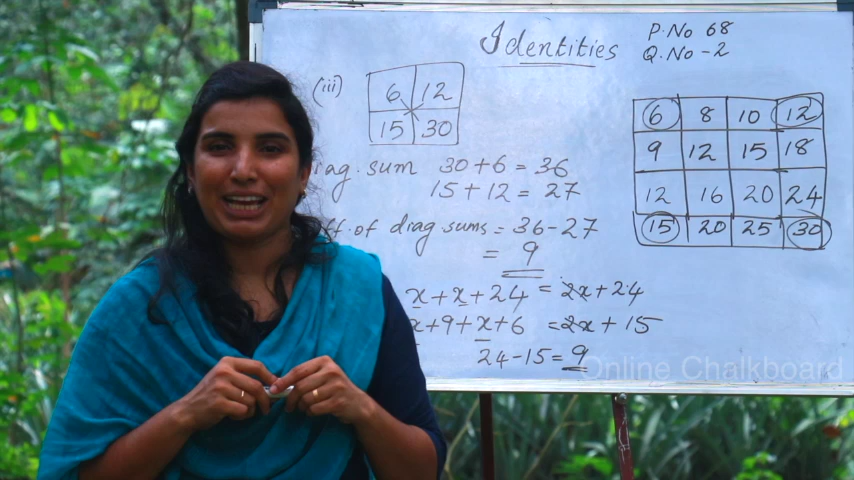 Identities
P.No 68
Q.No -2
(iii)
6 12
15 30
ag. sum 30+6 = 36
15+12 = 27
ff. of diag sums = 36-27
= 9
x+x+24 = 2x+24
x+9+x+6 = 2x+15
24-15=9
6 8 10 12
9 12 15 18
12 16 20 24
15 20 25 30
Online Chalkboard